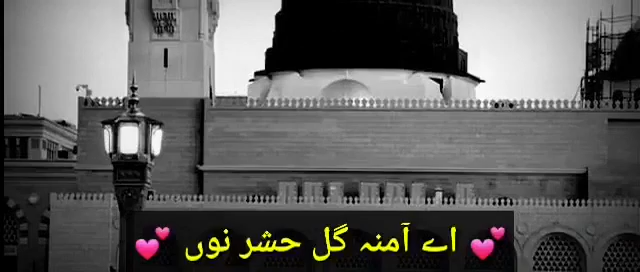 💕 اے آمنہ گل حشر نوں 💕